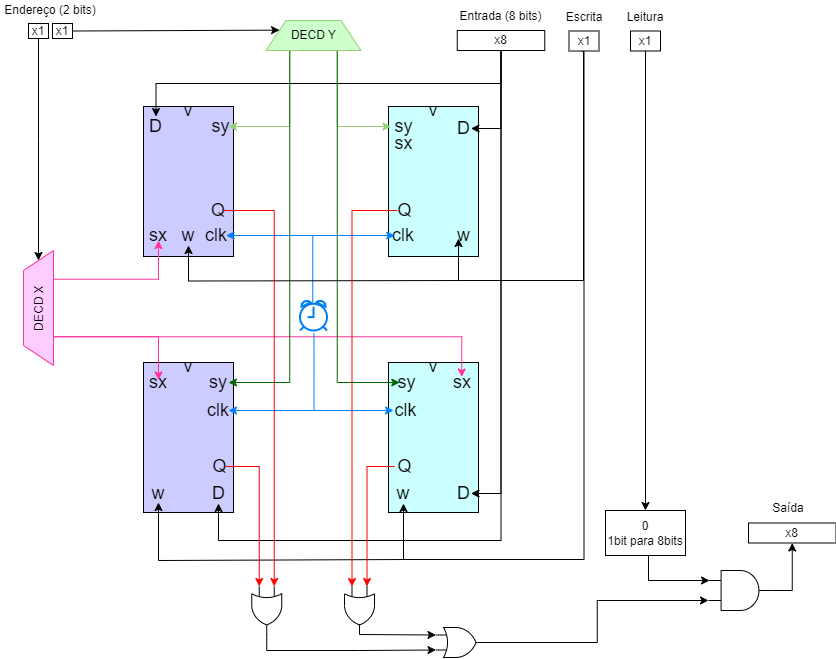 Endereço (2 bits)
x1 x1
DECD Y
Entrada (8 bits)
x8
Escrita
x1
Leitura
x1
v
D
sy
Q
sx
w
clk
v
sy
sx
D
Q
clk
w
DECD X
v
sx
sy
clk
Q
w
D
v
sy
sx
clk
Q
w
D
0
1bit para 8bits
Saída
x8